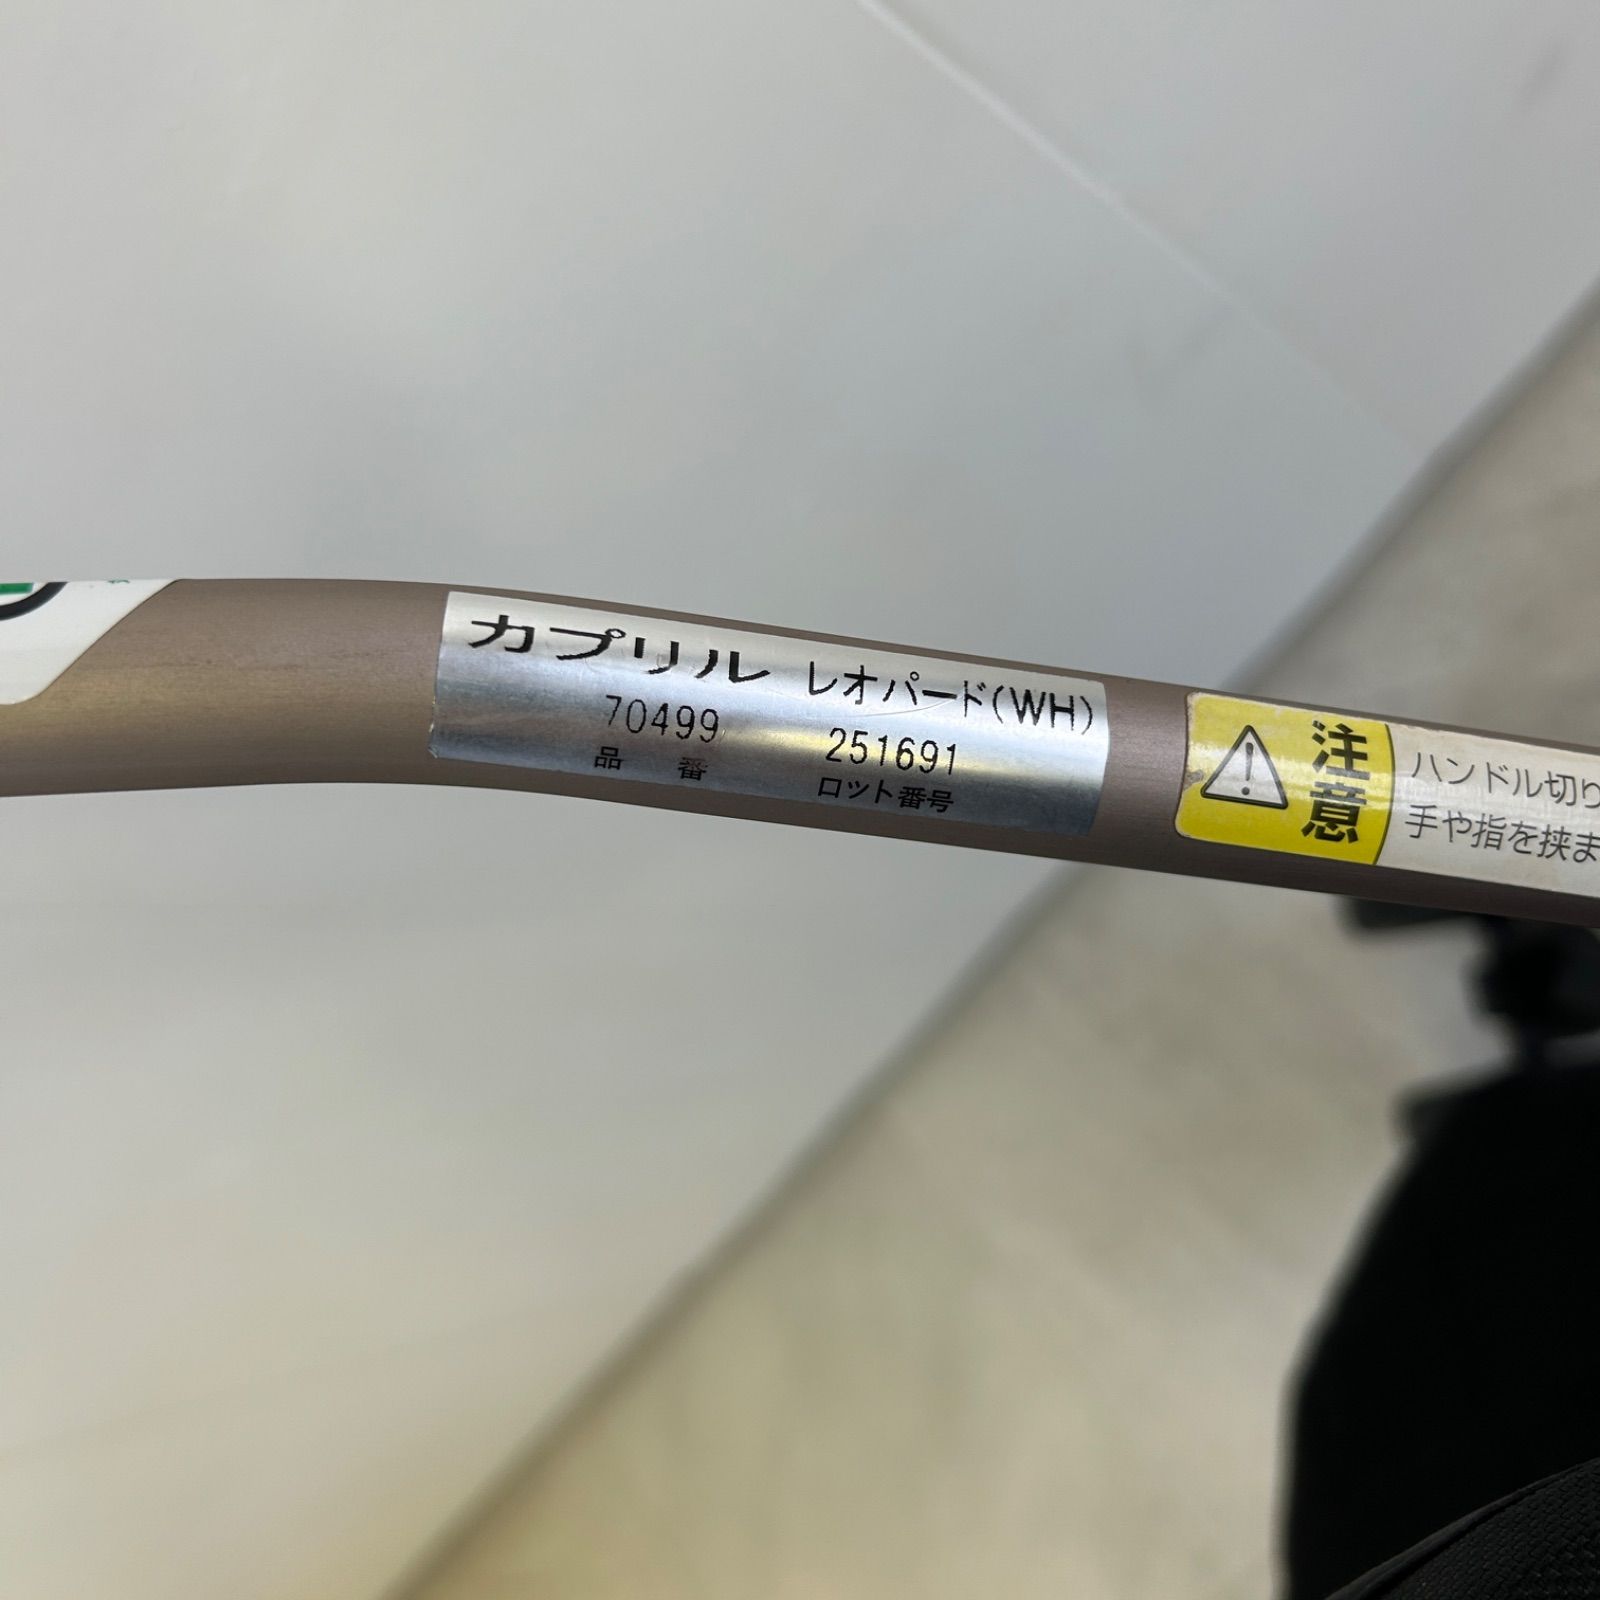 カプリル レオパード(WH)
70499 251691
品番 ロット番号
注意
ハンドル切り
手や指を挟ま